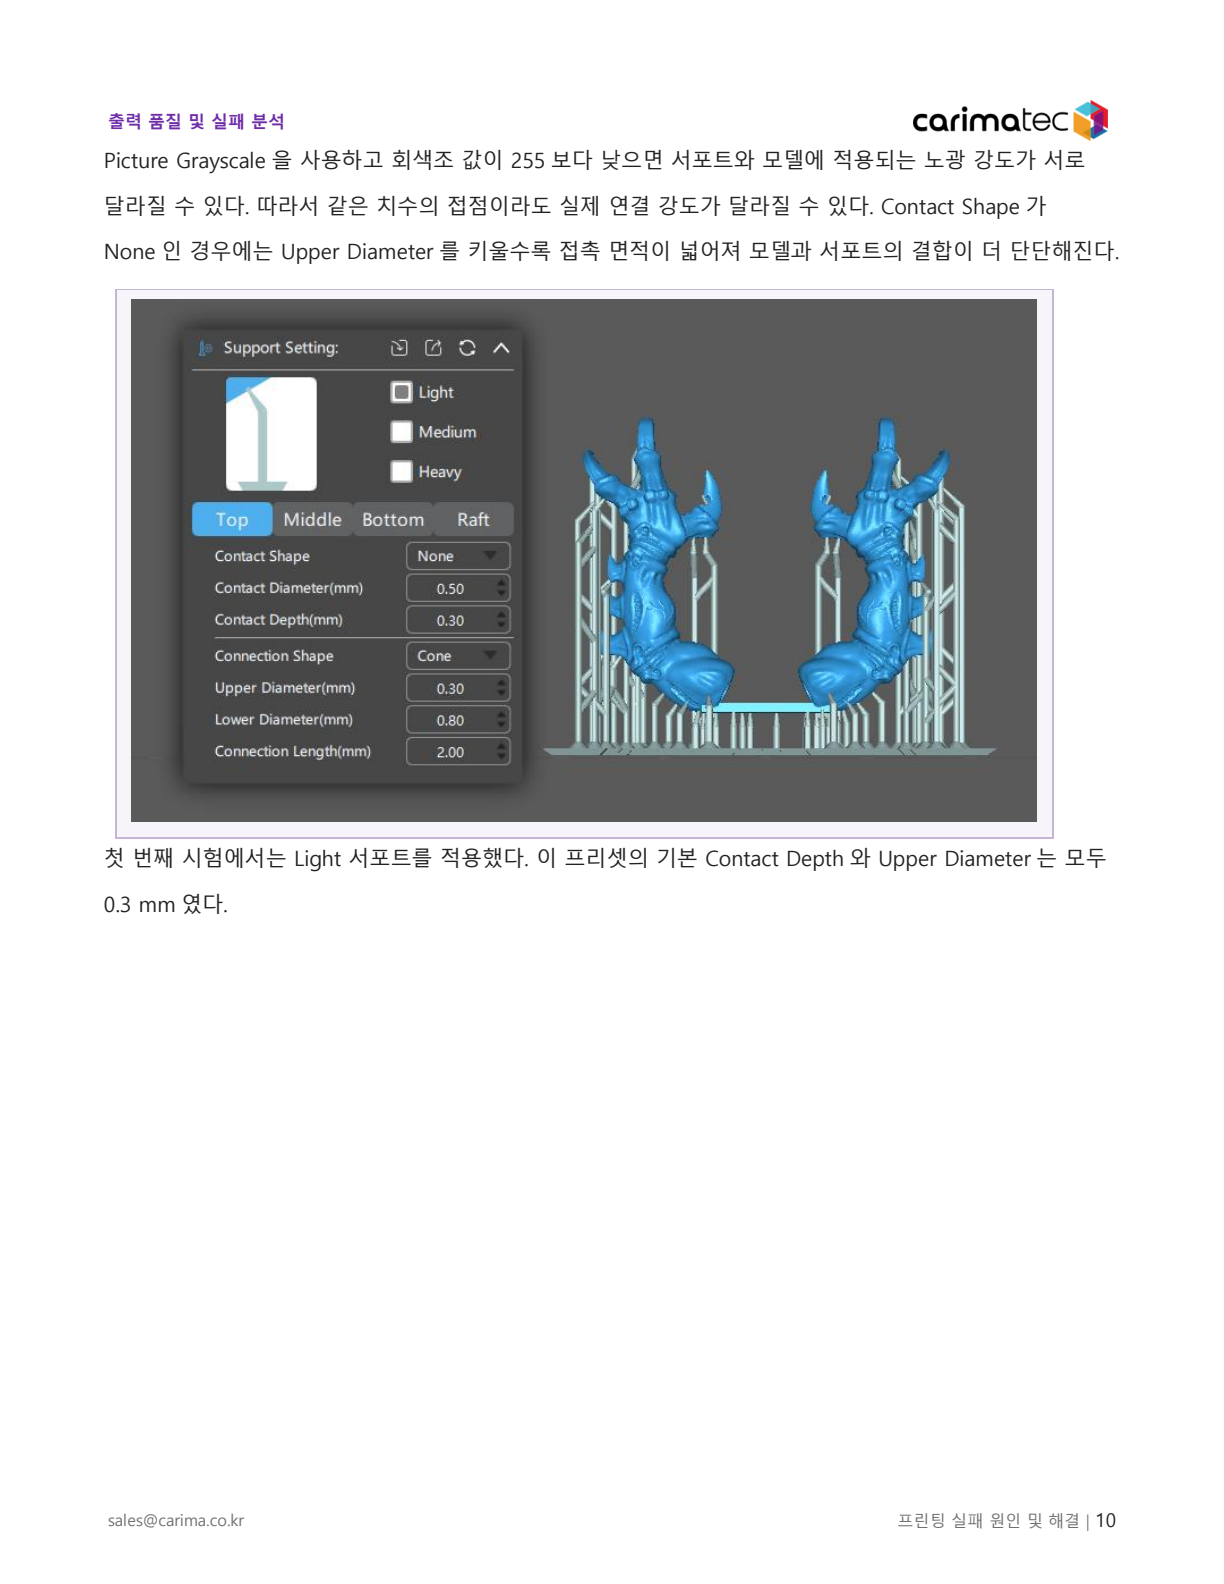 출력 품질 및 실패 분석
carimatec
Picture Grayscale 을 사용하고 회색조 값이 255 보다 낮으면 서포트와 모델에 적용되는 노광 강도가 서로
달라질 수 있다. 따라서 같은 치수의 접점이라도 실제 연결 강도가 달라질 수 있다. Contact Shape 가
None 인 경우에는 Upper Diameter 를 키울수록 접촉 면적이 넓어져 모델과 서포트의 결합이 더 단단해진다.
Support Setting:
Light
Medium
Heavy
Top Middle Bottom Raft
Contact Shape None
Contact Diameter(mm) 0.50
Contact Depth(mm) 0.30
Connection Shape Cone
Upper Diameter(mm) 0.30
Lower Diameter(mm) 0.80
Connection Length(mm) 2.00
첫 번째 시험에서는 Light 서포트를 적용했다. 이 프리셋의 기본 Contact Depth 와 Upper Diameter 는 모두
0.3 mm 였다.
sales@carima.co.kr
프린팅 실패 원인 및 해결 | 10